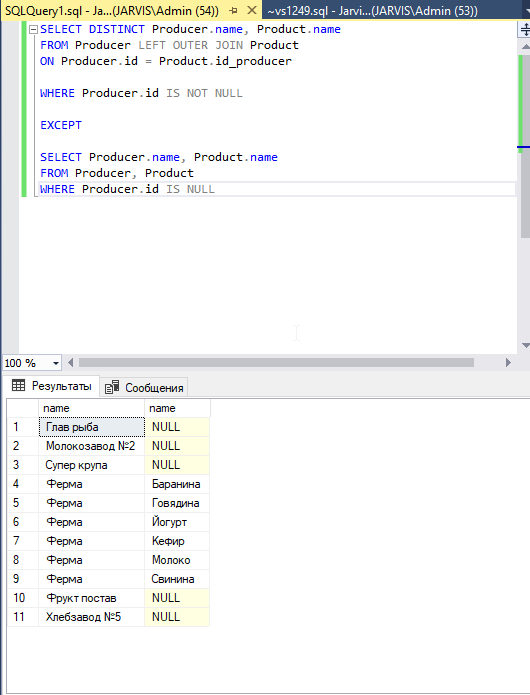 SQLQuery1.sql - Ja...(JARVIS\Admin (54))
~vs1249.sql - Jarvi...(JARVIS\Admin (53))
SELECT DISTINCT Producer.name, Product.name
FROM Producer LEFT OUTER JOIN Product
ON Producer.id = Product.id_producer
WHERE Producer.id IS NOT NULL
EXCEPT
SELECT Producer.name, Product.name
FROM Producer, Product
WHERE Producer.id IS NULL
100 %
Результаты Сообщения
name name
1 Глав рыба NULL
2 Молокозавод №2 NULL
3 Супер крупа NULL
4 Ферма Баранина
5 Ферма Говядина
6 Ферма Йогурт
7 Ферма Кефир
8 Ферма Молоко
9 Ферма Свинина
10 Фрукт постав NULL
11 Хлебзавод №5 NULL